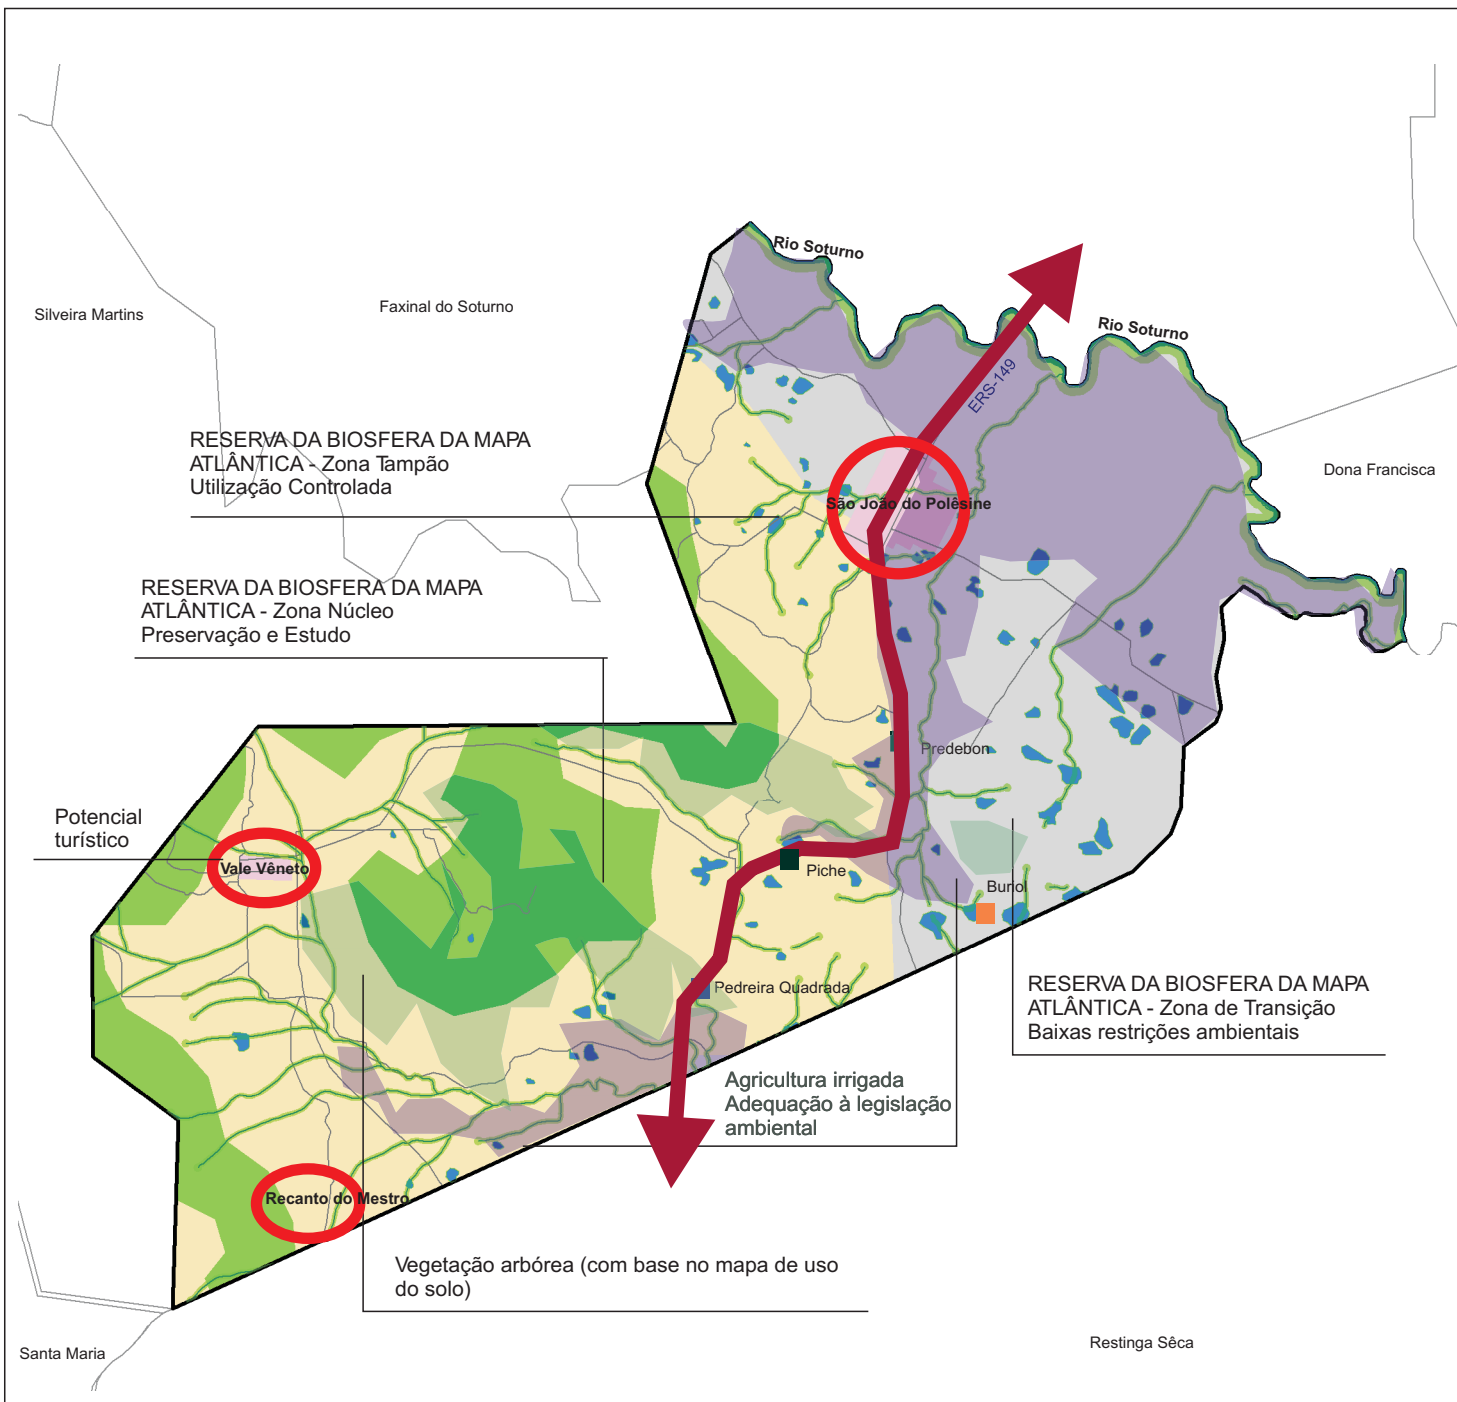 Rio Soturno
Silveira Martins
Faxinal do Soturno
Rio Soturno
ERS-149
RESERVA DA BIOSFERA DA MAPA
ATLÂNTICA - Zona Tampão
Utilização Controlada
Dona Francisca
São João do Polêsine
RESERVA DA BIOSFERA DA MAPA
ATLÂNTICA - Zona Núcleo
Preservação e Estudo
Predebon
Potencial
turístico
Vale Vêneto
Piche
Buriol
Pedreira Quadrada
RESERVA DA BIOSFERA DA MAPA
ATLÂNTICA - Zona de Transição
Baixas restrições ambientais
Agricultura irrigada
Adequação à legislação
ambiental
Recanto do Mestro
Vegetação arbórea (com base no mapa de uso
do solo)
Santa Maria
Restinga Sêca